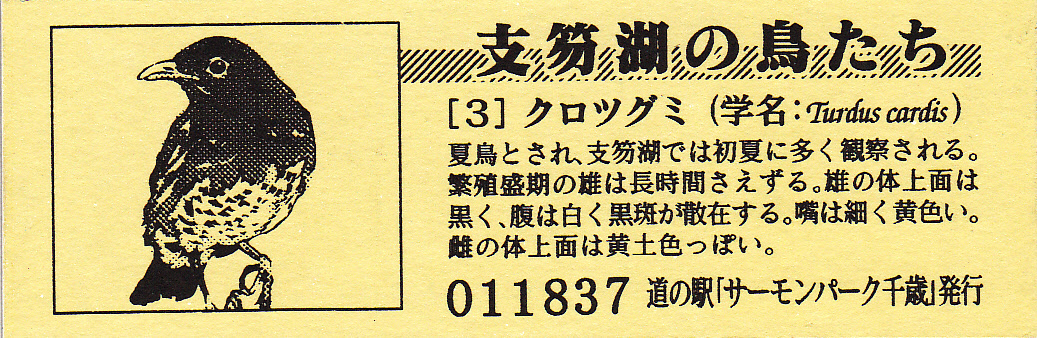 支笏湖の鳥たち
[3] クロツグミ (学名:Turdus cardis)
夏鳥とされ、支笏湖では初夏に多く観察される。
繁殖盛期の雄は長時間さえずる。雄の体上面は
黒く、腹は白く黒斑が散在する。嘴は細く黄色い。
雌の体上面は黄土色っぽい。
011837 道の駅「サーモンパーク千歳」発行